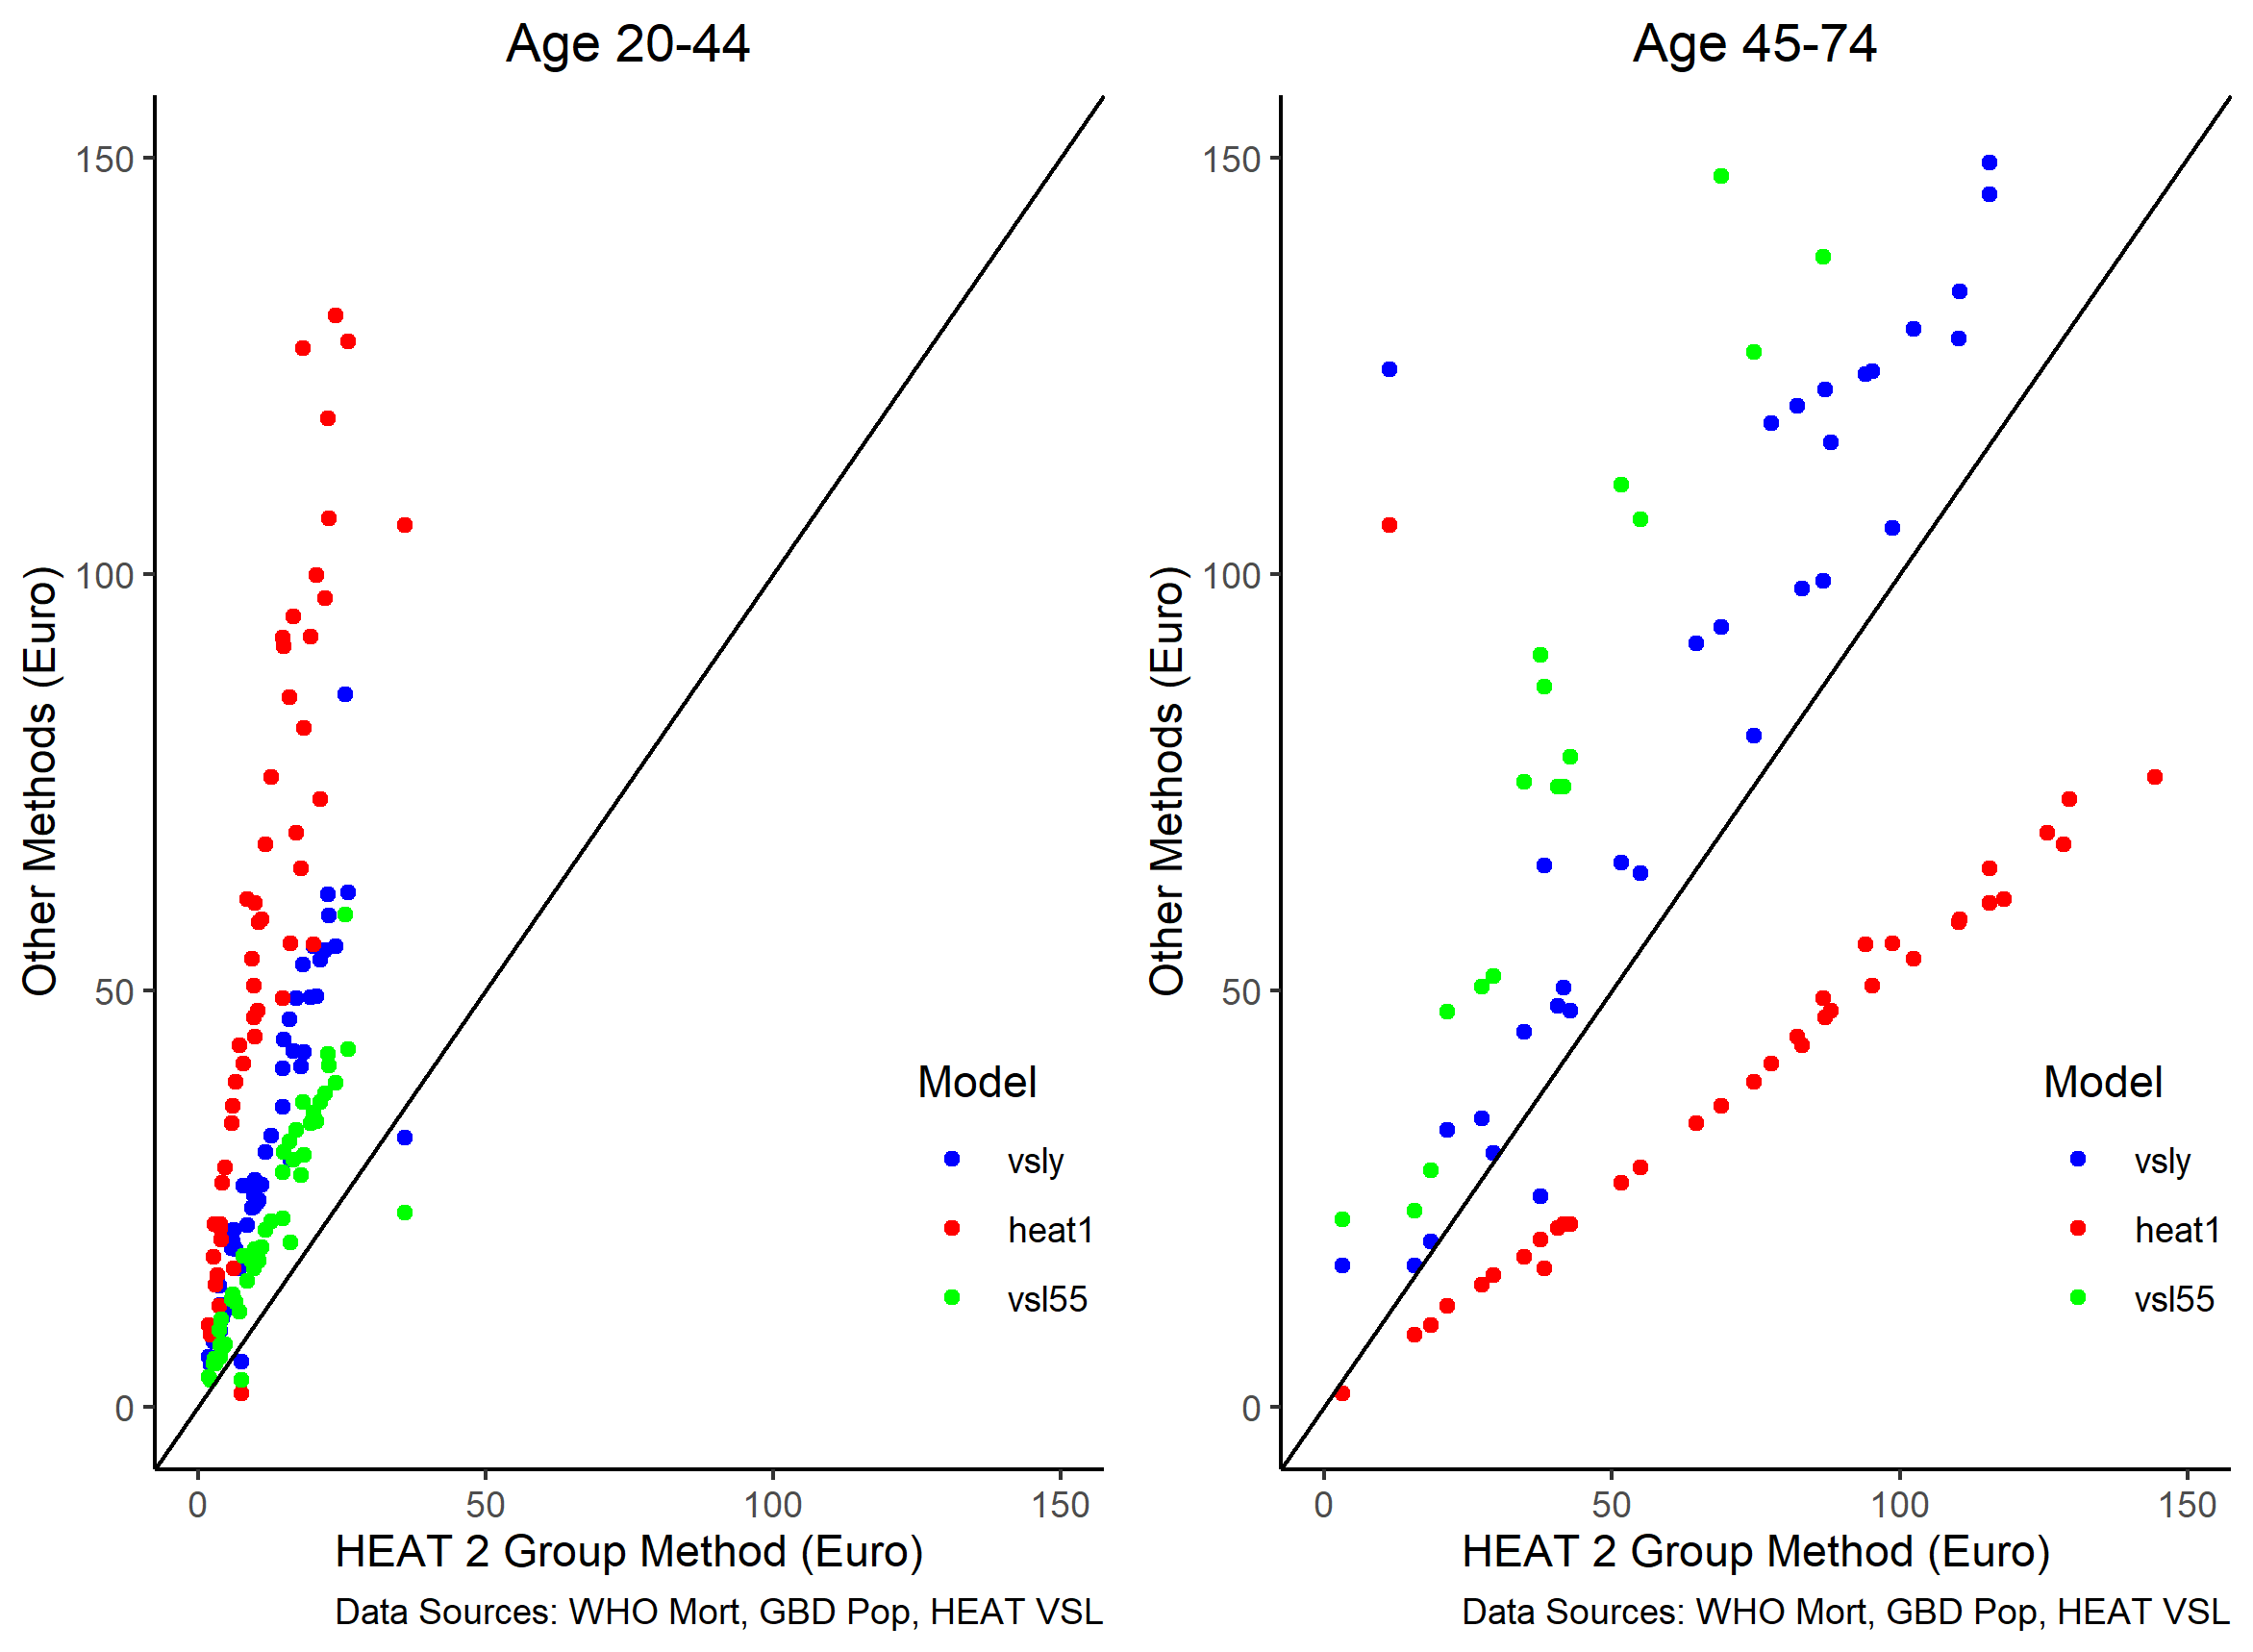 Age 20-44
150
100
50
0
Other Methods (Euro)
0 50 100 150
HEAT 2 Group Method (Euro)
Data Sources: WHO Mort, GBD Pop, HEAT VSL
Model
vsly
heat1
vsl55
Age 45-74
150
100
50
0
Other Methods (Euro)
0 50 100 150
HEAT 2 Group Method (Euro)
Data Sources: WHO Mort, GBD Pop, HEAT VSL
Model
vsly
heat1
vsl55